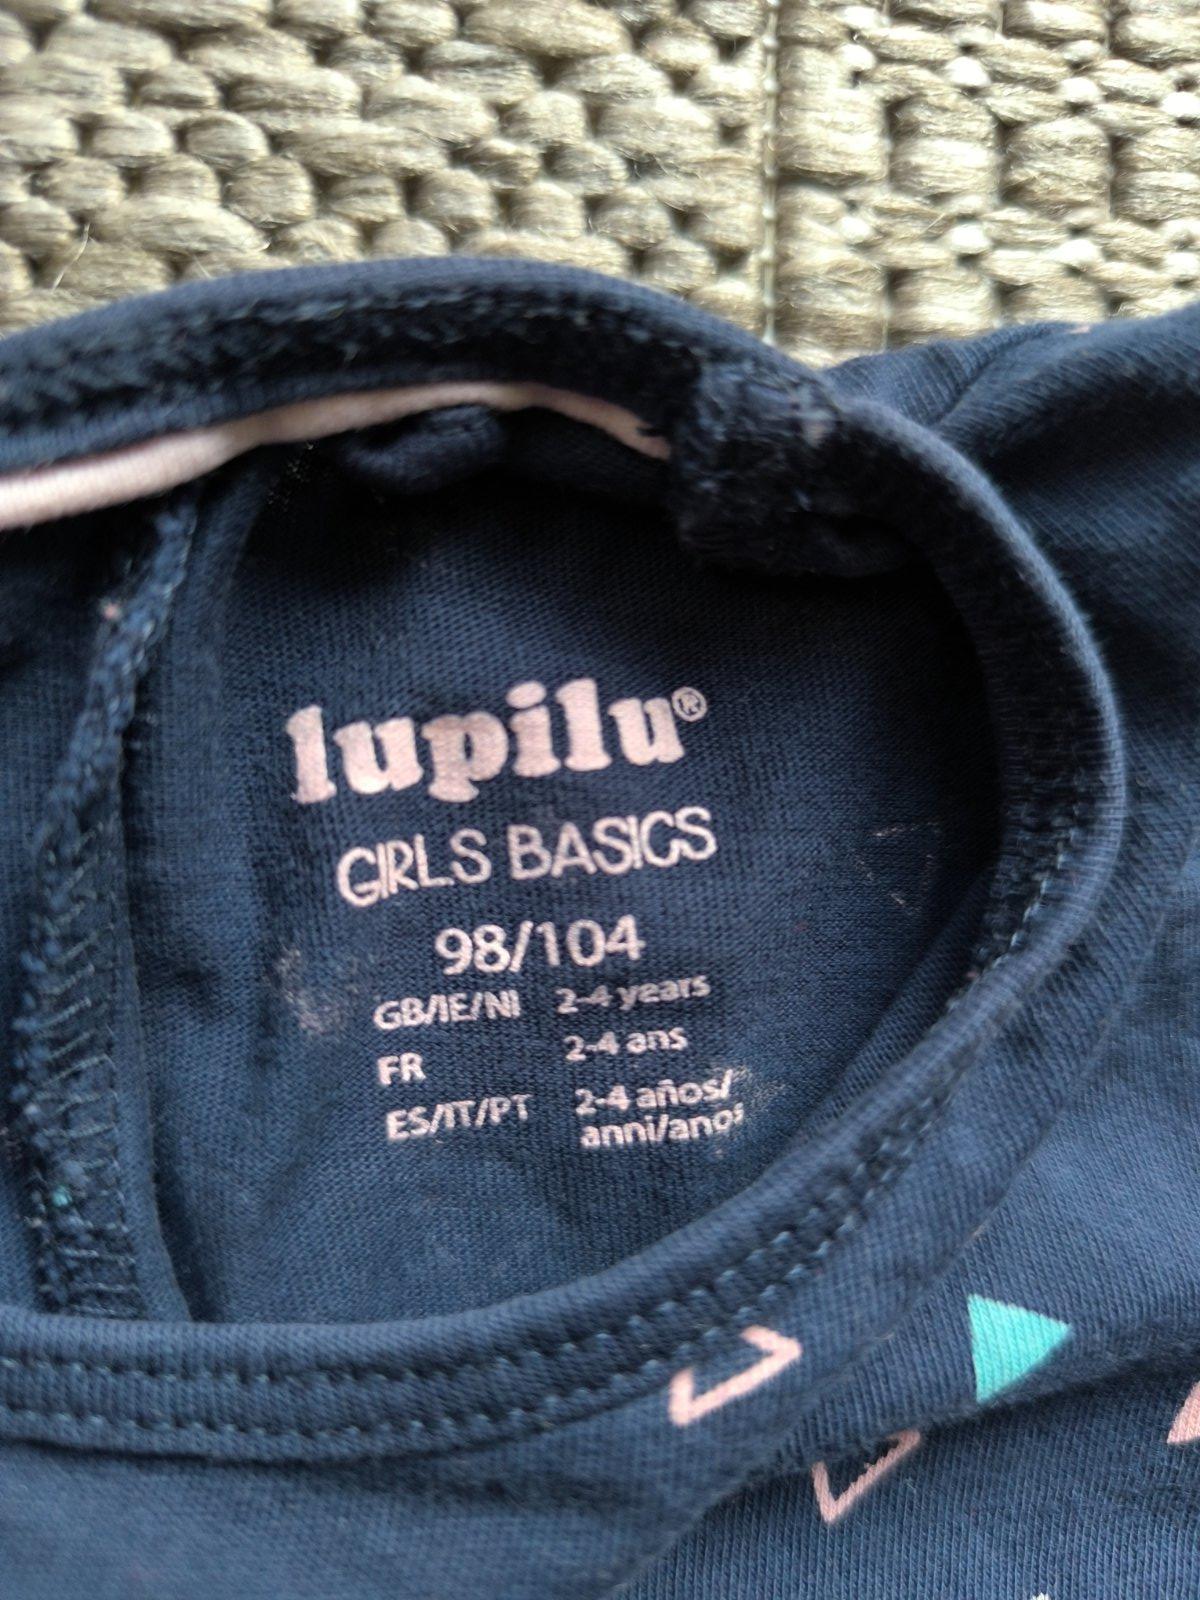 lupilu®
GIRLS BASICS
98/104
GB/IE/NI 2-4 years
FR 2-4 ans
ES/IT/PT 2-4 años/
anni/anos